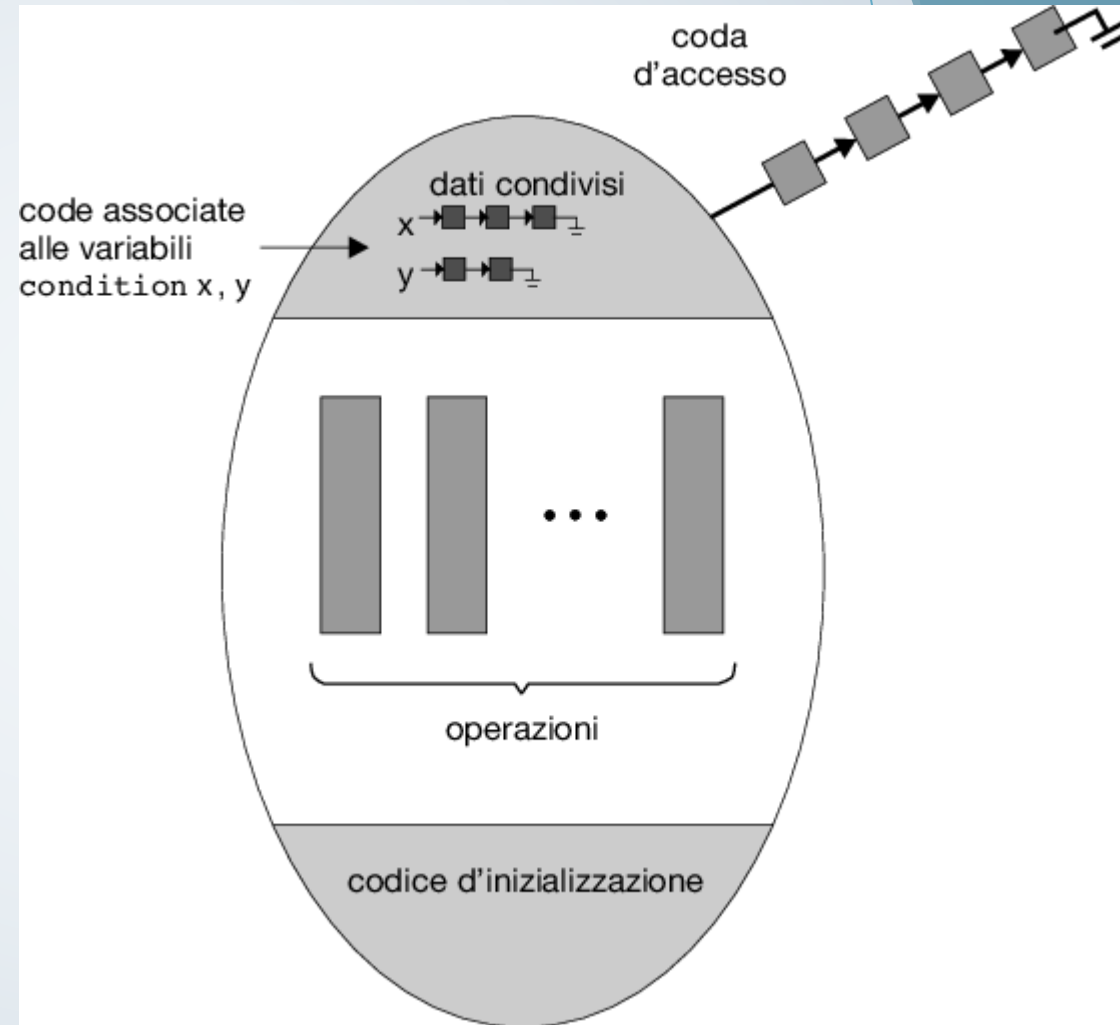 coda
d'accesso
dati condivisi
x
y
code associate
alle variabili
condition x, y
• • •
operazioni
codice d'inizializzazione